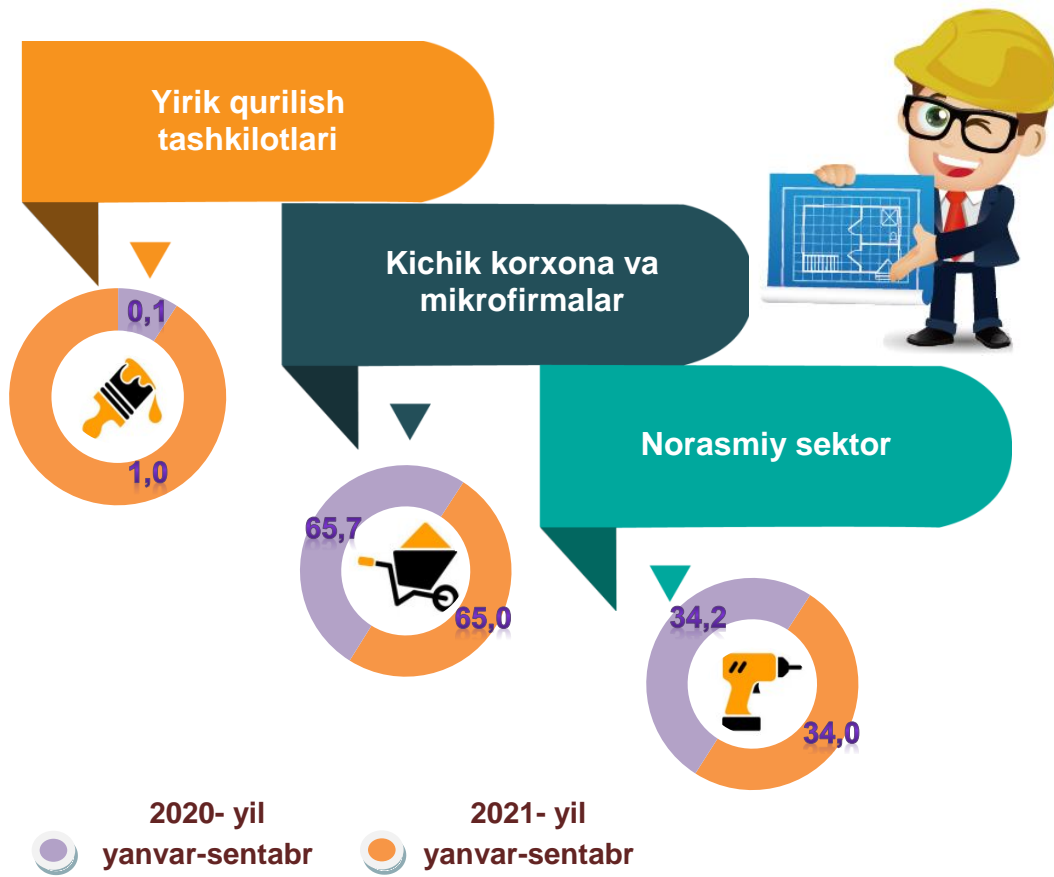 Yirik qurilish
tashkilotlari
Kichik korxona va
mikrofirmalar
Norasmiy sektor
0,1
1,0
65,7
65,0
34,2
34,0
2020- yil
yanvar-sentabr
2021- yil
yanvar-sentabr